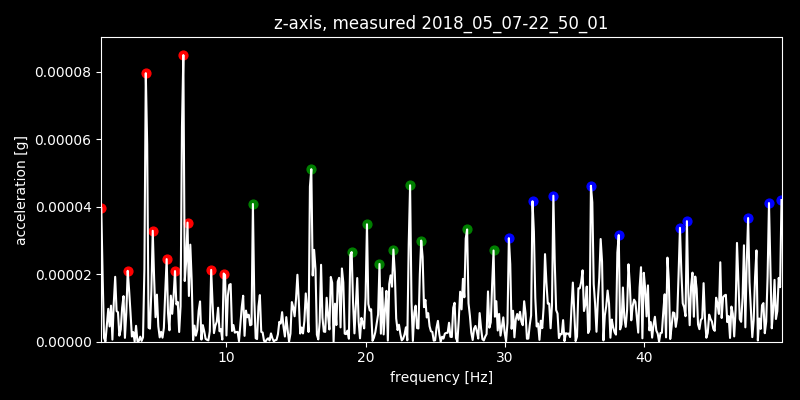 z-axis, measured 2018_05_07-22_50_01
acceleration [g]
0.00008
0.00006
0.00004
0.00002
0.00000
10 20 30 40
frequency [Hz]